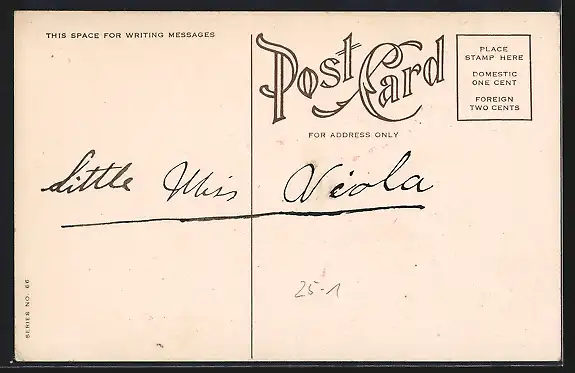 THIS SPACE FOR WRITING MESSAGES
Post Card
FOR ADDRESS ONLY
PLACE
STAMP HERE
DOMESTIC
ONE CENT
FOREIGN
TWO CENTS
Little Miss Viola
25-1
SERIES NO. 66